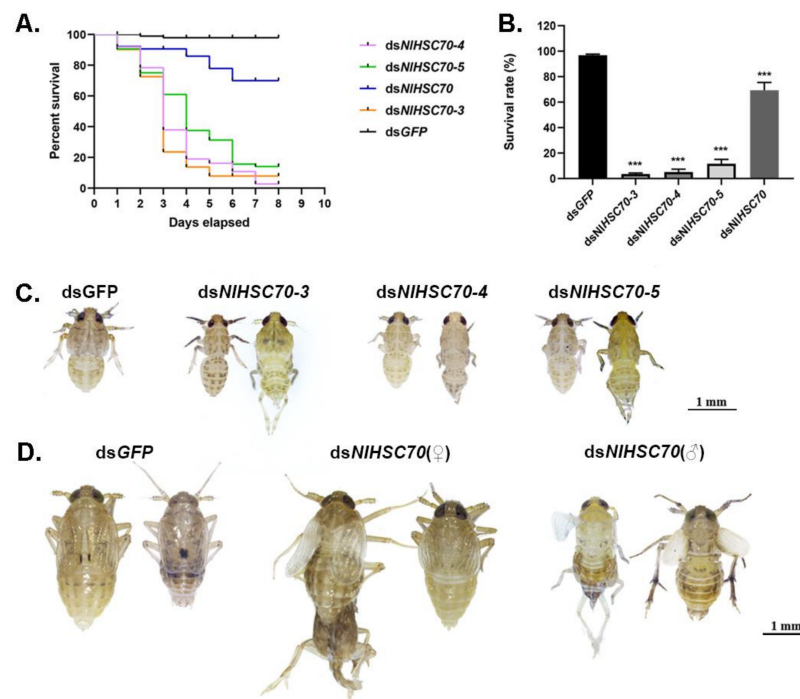 A.
100
80
60
40
20
0
Percent survival
0 1 2 3 4 5 6 7 8 9 10
Days elapsed
dsNlHSC70-4
dsNlHSC70-5
dsNlHSC70
dsNlHSC70-3
dsGFP
B.
120
100
80
60
40
20
0
Survival rate (%)
***
***
***
***
dsGFP
dsNlHSC70-3
dsNlHSC70-4
dsNlHSC70-5
dsNlHSC70
C.
dsGFP
dsNlHSC70-3
dsNlHSC70-4
dsNlHSC70-5
1 mm
D.
dsGFP
dsNlHSC70(♀)
dsNlHSC70(♂)
1 mm